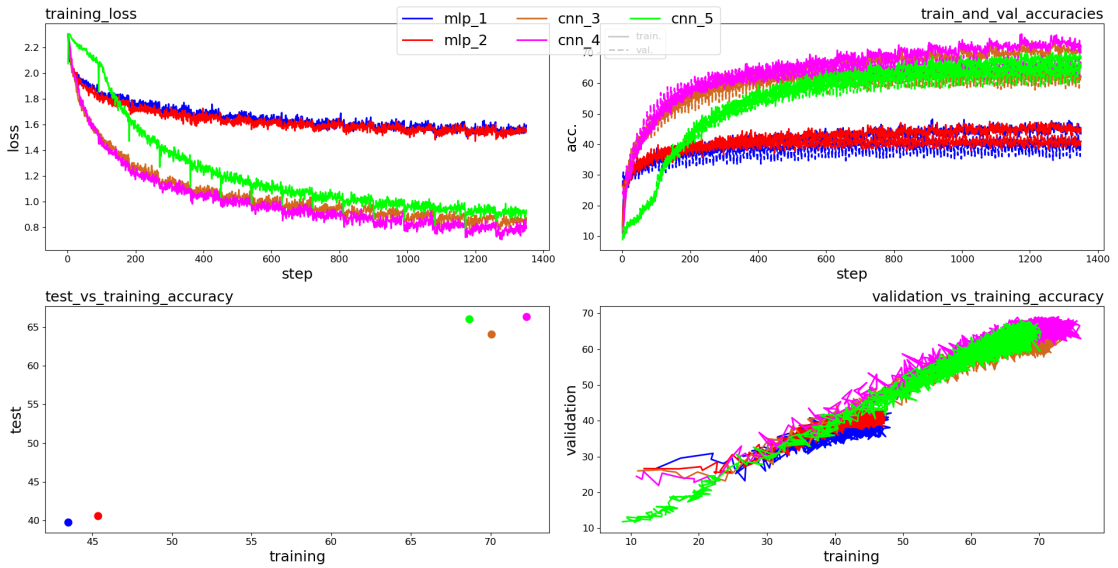 training_loss
mlp_1 cnn_3 cnn_5
mlp_2 cnn_4
train_and_val_accuracies
train.
val.
loss
2.2
2.0
1.8
1.6
1.4
1.2
1.0
0.8
0 200 400 600 800 1000 1200 1400
step
acc.
70
60
50
40
30
20
10
0 200 400 600 800 1000 1200 1400
step
test_vs_training_accuracy
test
65
60
55
50
45
40
45 50 55 60 65 70
training
validation_vs_training_accuracy
validation
70
60
50
40
30
20
10
10 20 30 40 50 60 70
training